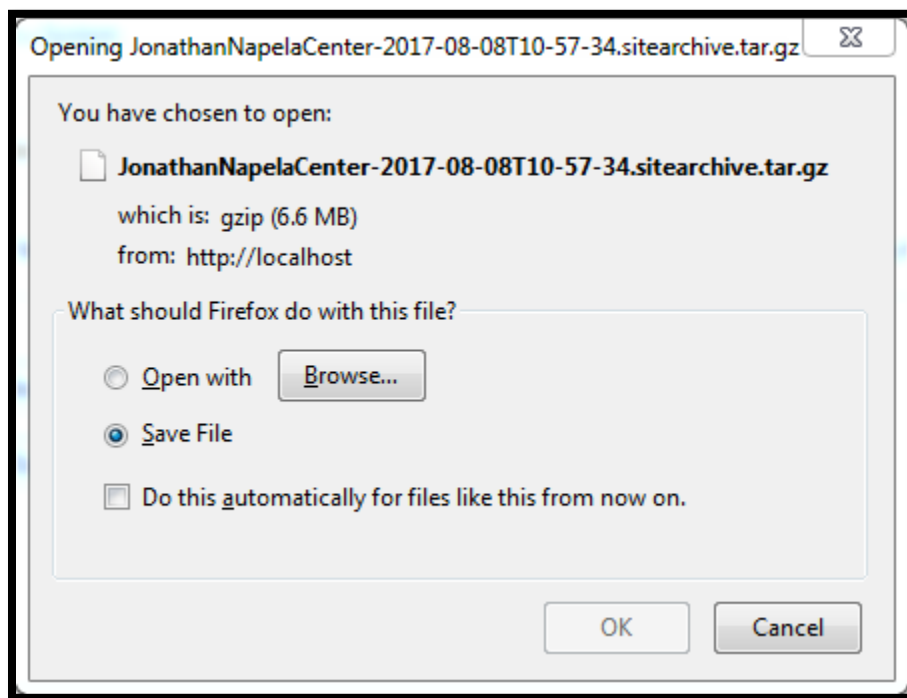 Opening JonathanNapelaCenter-2017-08-08T10-57-34.sitearchive.tar.gz
You have chosen to open:
JonathanNapelaCenter-2017-08-08T10-57-34.sitearchive.tar.gz
which is: gzip (6.6 MB)
from: http://localhost
What should Firefox do with this file?
Open with Browse...
Save File
Do this automatically for files like this from now on.
OK Cancel